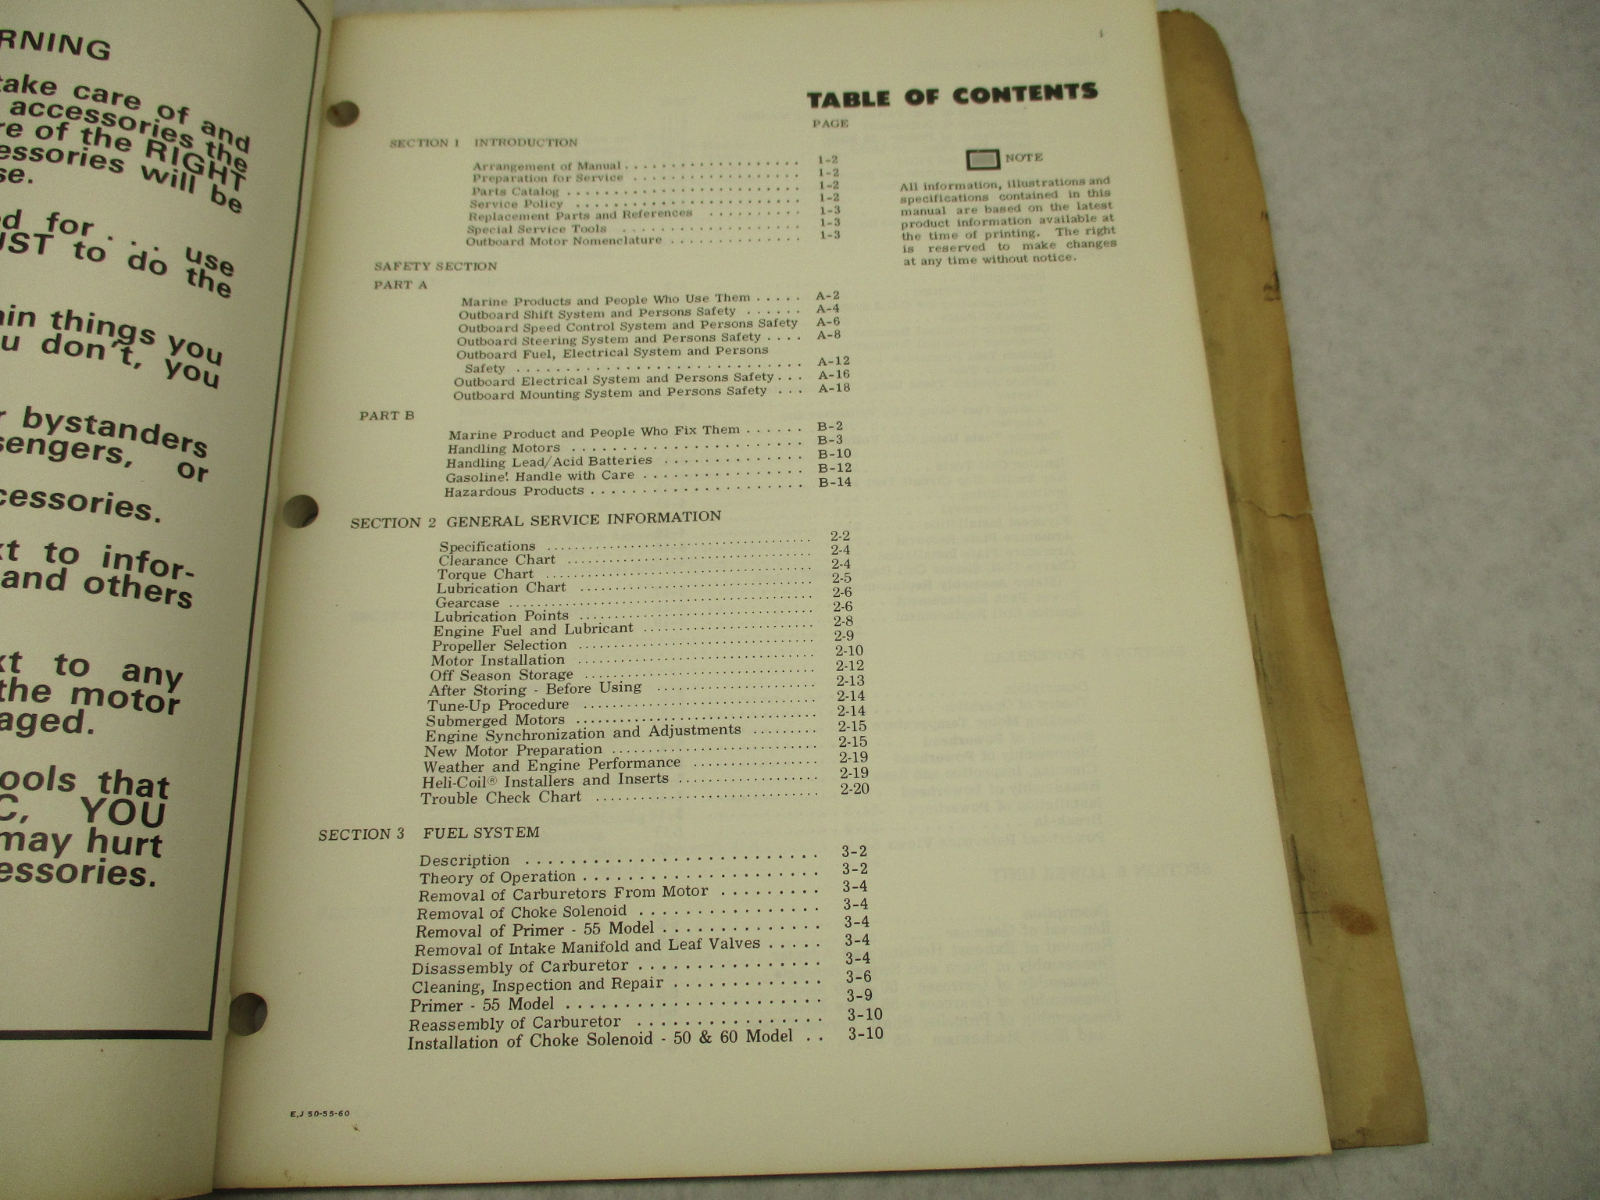 RNING
take care of and
accessories the
re of the RIGHT
essories will be
se.
ed for . . . use
UST to do the
ain things you
u don't, you
r bystanders
sengers, or
cessories.
xt to infor-
and others
xt to any
the motor
aged.
ools that
C, YOU
may hurt
essories.
i
TABLE OF CONTENTS
PAGE
SECTION 1 INTRODUCTION
Arrangement of Manual . . . . . . . . . . . . . . . . . . . 1-2
Preparation for Service . . . . . . . . . . . . . . . . . . 1-2
Parts Catalog . . . . . . . . . . . . . . . . . . . . . . . . 1-2
Service Policy . . . . . . . . . . . . . . . . . . . . . . . 1-2
Replacement Parts and References . . . . . . . . . . 1-3
Special Service Tools . . . . . . . . . . . . . . . . . . 1-3
Outboard Motor Nomenclature . . . . . . . . . . . . . 1-3
NOTE
All information, illustrations and
specifications contained in this
manual are based on the latest
product information available at
the time of printing. The right
is reserved to make changes
at any time without notice.
SAFETY SECTION
PART A
Marine Products and People Who Use Them . . . . . A-2
Outboard Shift System and Persons Safety . . . . . . A-4
Outboard Speed Control System and Persons Safety A-6
Outboard Steering System and Persons Safety . . . . A-8
Outboard Fuel, Electrical System and Persons
Safety . . . . . . . . . . . . . . . . . . . . . . . . . . . . A-12
Outboard Electrical System and Persons Safety . . . A-16
Outboard Mounting System and Persons Safety . . . A-18
PART B
Marine Product and People Who Fix Them . . . . . . B-2
Handling Motors . . . . . . . . . . . . . . . . . . . . . . . . B-3
Handling Lead/Acid Batteries . . . . . . . . . . . . . . B-10
Gasoline! Handle with Care . . . . . . . . . . . . . . . . B-12
Hazardous Products . . . . . . . . . . . . . . . . . . . . . B-14
SECTION 2 GENERAL SERVICE INFORMATION
Specifications . . . . . . . . . . . . . . . . . . . . . . . . 2-2
Clearance Chart . . . . . . . . . . . . . . . . . . . . . . . 2-4
Torque Chart . . . . . . . . . . . . . . . . . . . . . . . . . 2-4
Lubrication Chart . . . . . . . . . . . . . . . . . . . . . . 2-5
Gearcase . . . . . . . . . . . . . . . . . . . . . . . . . . . 2-6
Lubrication Points . . . . . . . . . . . . . . . . . . . . . 2-6
Engine Fuel and Lubricant . . . . . . . . . . . . . . . . 2-8
Propeller Selection . . . . . . . . . . . . . . . . . . . . . 2-9
Motor Installation . . . . . . . . . . . . . . . . . . . . . . 2-10
Off Season Storage . . . . . . . . . . . . . . . . . . . . . 2-12
After Storing - Before Using . . . . . . . . . . . . . . . 2-13
Tune-Up Procedure . . . . . . . . . . . . . . . . . . . . . 2-14
Submerged Motors . . . . . . . . . . . . . . . . . . . . . 2-14
Engine Synchronization and Adjustments . . . . . . . . 2-15
New Motor Preparation . . . . . . . . . . . . . . . . . . . 2-15
Weather and Engine Performance . . . . . . . . . . . . . 2-19
Heli-Coil® Installers and Inserts . . . . . . . . . . . . . 2-19
Trouble Check Chart . . . . . . . . . . . . . . . . . . . . 2-20
SECTION 3 FUEL SYSTEM
Description . . . . . . . . . . . . . . . . . . . . . . . . . . 3-2
Theory of Operation . . . . . . . . . . . . . . . . . . . . . 3-2
Removal of Carburetors From Motor . . . . . . . . . 3-4
Removal of Choke Solenoid . . . . . . . . . . . . . . . . 3-4
Removal of Primer - 55 Model . . . . . . . . . . . . . . 3-4
Removal of Intake Manifold and Leaf Valves . . . . . 3-4
Disassembly of Carburetor . . . . . . . . . . . . . . . . 3-4
Cleaning, Inspection and Repair . . . . . . . . . . . . . 3-6
Primer - 55 Model . . . . . . . . . . . . . . . . . . . . . . 3-9
Reassembly of Carburetor . . . . . . . . . . . . . . . . 3-10
Installation of Choke Solenoid - 50 & 60 Model . . 3-10
E,J 50-55-60